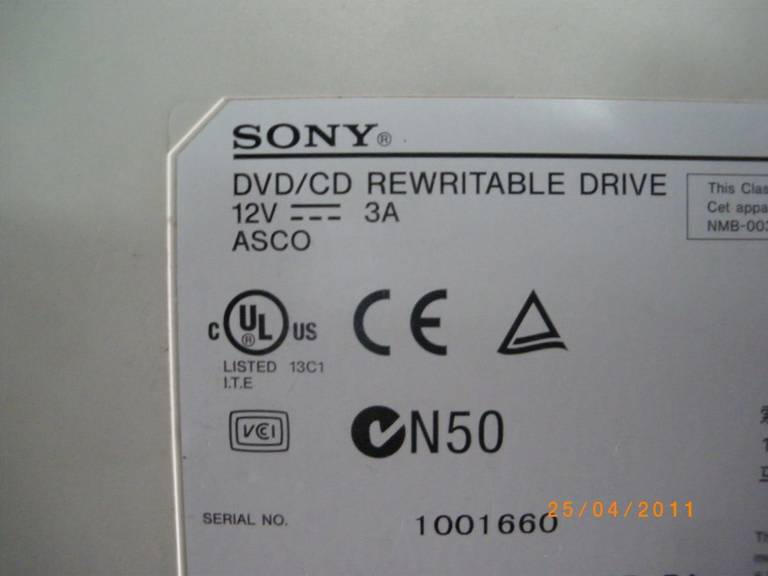 SONY®
DVD/CD REWRITABLE DRIVE
12V 3A
ASCO
This Clas
Cet appa
NMB-003
C UL® US
LISTED 13C1
I.T.E
CE
VCI
N50
SERIAL NO. 1001660
25/04/2011